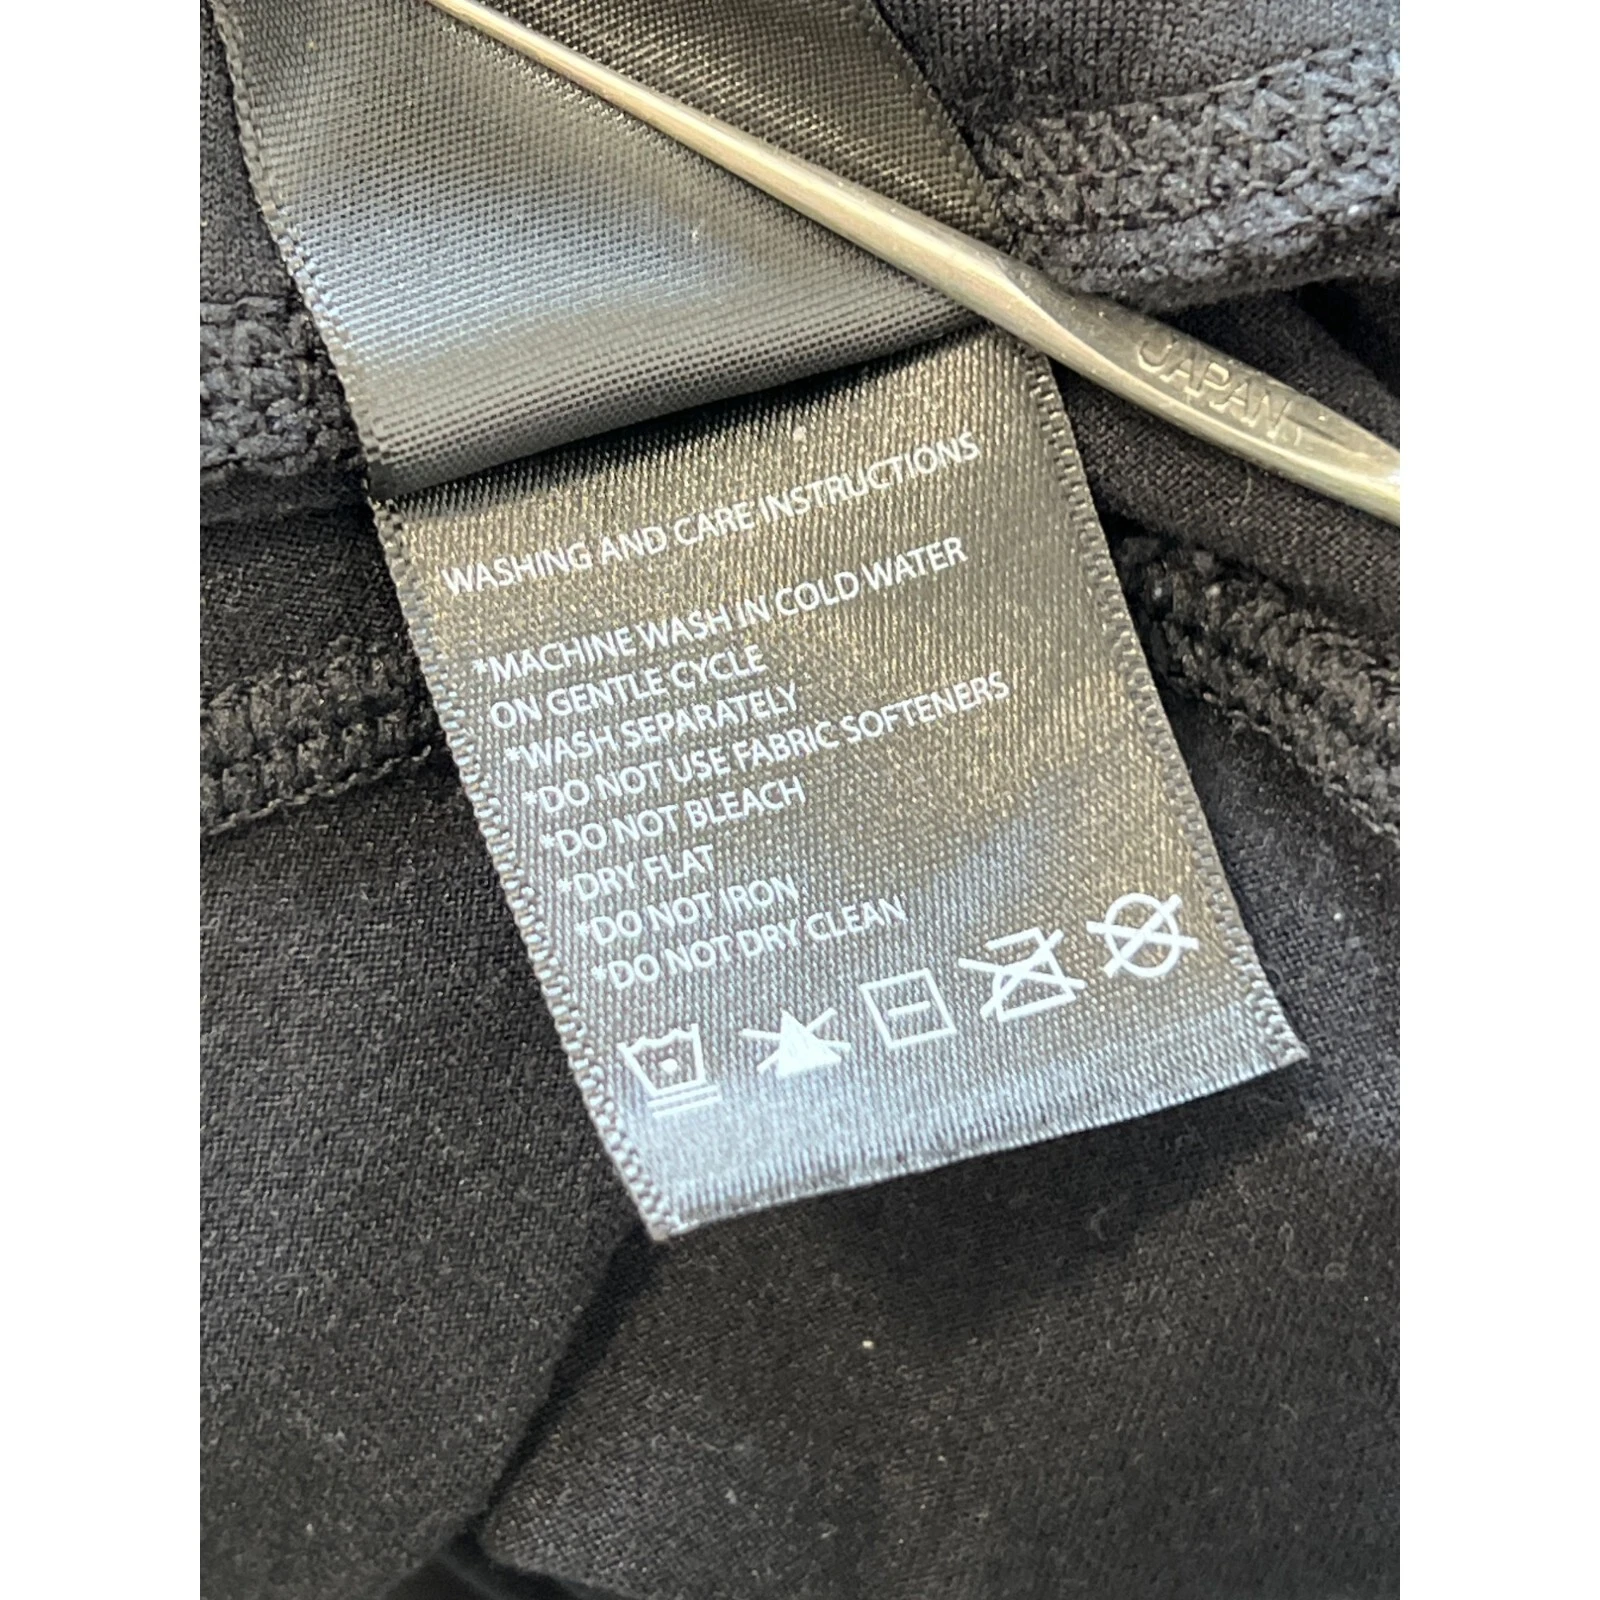 JAPAN
WASHING AND CARE INSTRUCTIONS
*MACHINE WASH IN COLD WATER
ON GENTLE CYCLE
*WASH SEPARATELY
*DO NOT USE FABRIC SOFTENERS
*DO NOT BLEACH
*DRY FLAT
*DO NOT IRON
*DO NOT DRY CLEAN